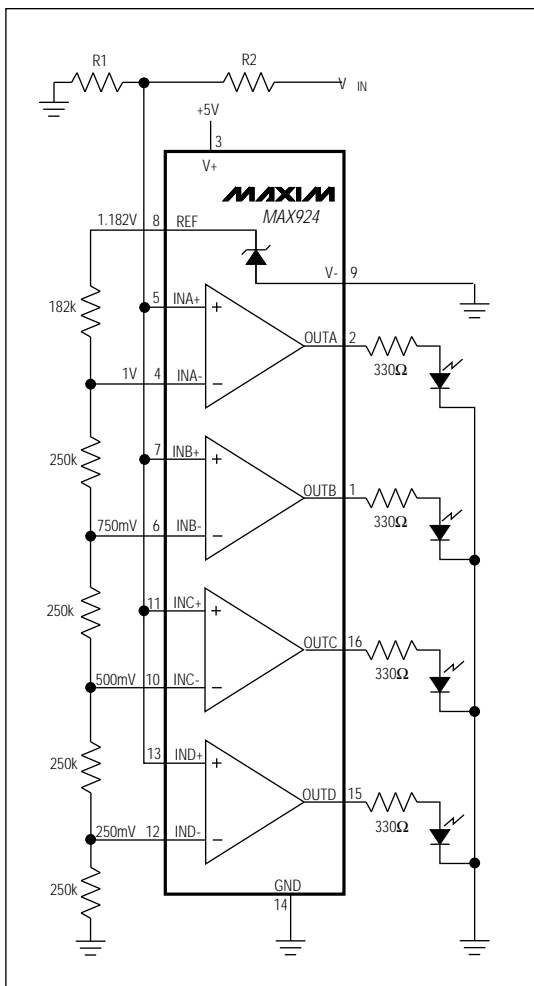 R1
R2
V IN
+5V
3
V+
MAXIM
MAX924
1.182V
8
REF
V-
9
182k
5
INA+
+
OUTA
2
330Ω
1V
4
INA-
−
250k
7
INB+
+
OUTB
1
330Ω
750mV
6
INB-
−
250k
11
INC+
+
OUTC
16
330Ω
500mV
10
INC-
−
250k
13
IND+
+
OUTD
15
330Ω
250mV
12
IND-
−
250k
GND
14